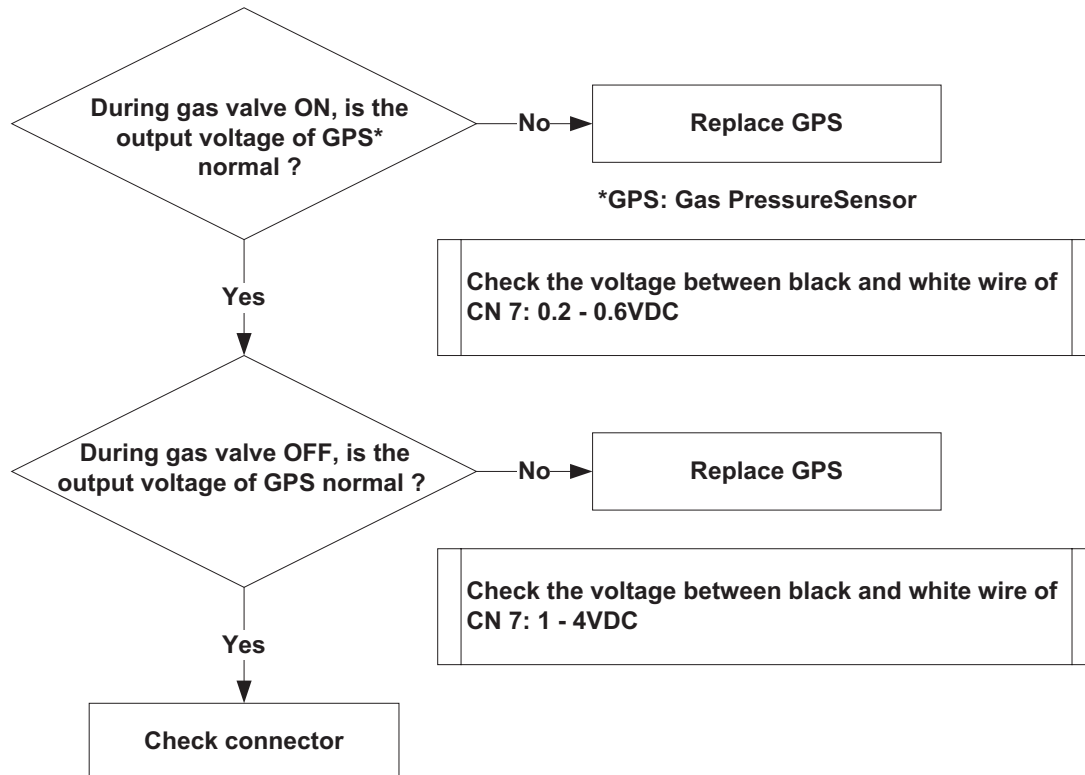 During gas valve ON, is the
output voltage of GPS*
normal ?
No
Replace GPS
*GPS: Gas PressureSensor
Check the voltage between black and white wire of
CN 7: 0.2 - 0.6VDC
Yes
During gas valve OFF, is the
output voltage of GPS normal ?
No
Replace GPS
Check the voltage between black and white wire of
CN 7: 1 - 4VDC
Yes
Check connector